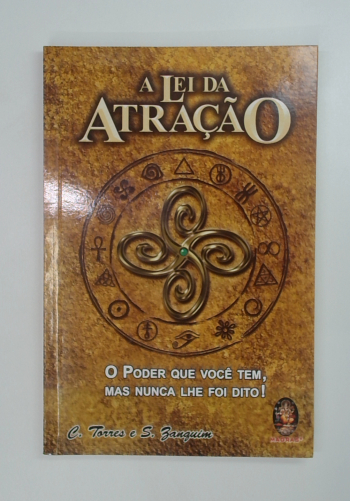 A LEI DA
ATRAÇÃO
O PODER QUE VOCÊ TEM,
MAS NUNCA LHE FOI DITO!
C. Torres e S. Zanquim